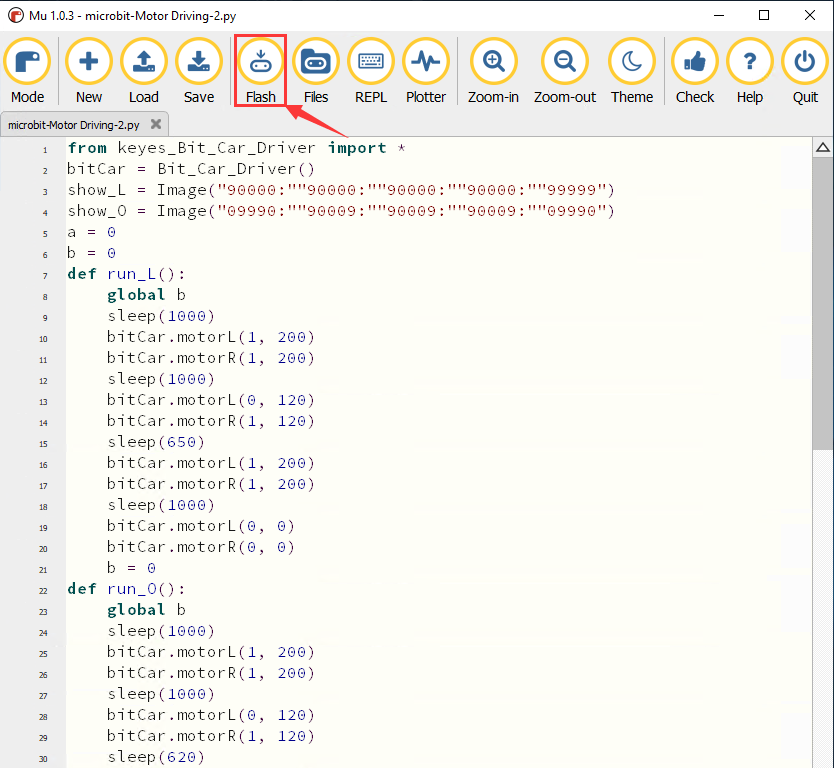 Mu 1.0.3 - microbit-Motor Driving-2.py
Mode New Load Save Flash Files REPL Plotter Zoom-in Zoom-out Theme Check Help Quit
microbit-Motor Driving-2.py
1 from keyes_Bit_Car_Driver import *
2 bitCar = Bit_Car_Driver()
3 show_L = Image("90000:""90000:""90000:""90000:""99999")
4 show_O = Image("09990:""90009:""90009:""90009:""09990")
5 a = 0
6 b = 0
7 def run_L():
8     global b
9     sleep(1000)
10     bitCar.motorL(1, 200)
11     bitCar.motorR(1, 200)
12     sleep(1000)
13     bitCar.motorL(0, 120)
14     bitCar.motorR(1, 120)
15     sleep(650)
16     bitCar.motorL(1, 200)
17     bitCar.motorR(1, 200)
18     sleep(1000)
19     bitCar.motorL(0, 0)
20     bitCar.motorR(0, 0)
21     b = 0
22 def run_O():
23     global b
24     sleep(1000)
25     bitCar.motorL(1, 200)
26     bitCar.motorR(1, 200)
27     sleep(1000)
28     bitCar.motorL(0, 120)
29     bitCar.motorR(1, 120)
30     sleep(620)